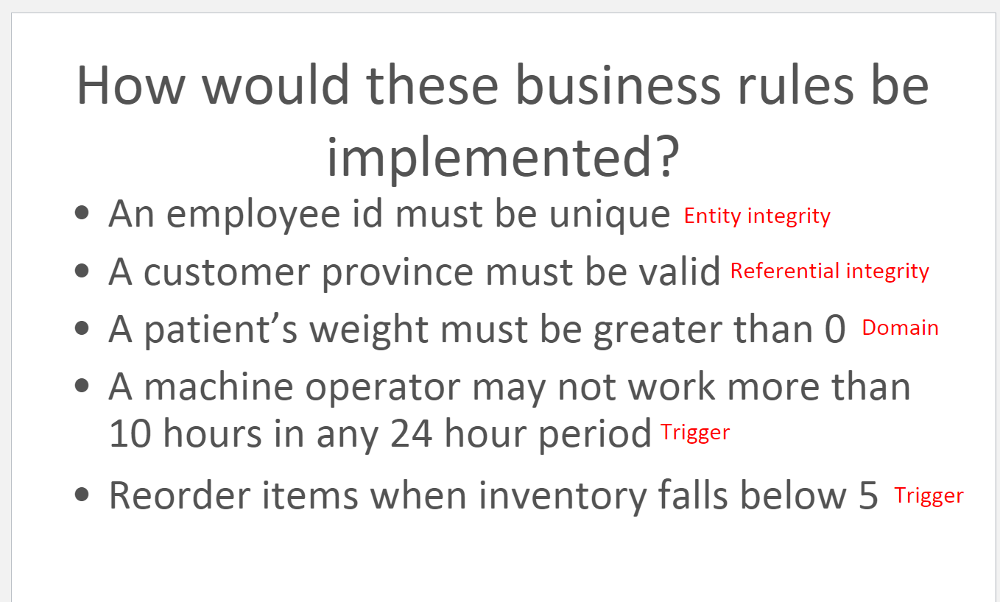 How would these business rules be
implemented?
• An employee id must be unique Entity integrity
• A customer province must be valid Referential integrity
• A patient’s weight must be greater than 0 Domain
• A machine operator may not work more than
10 hours in any 24 hour period Trigger
• Reorder items when inventory falls below 5 Trigger